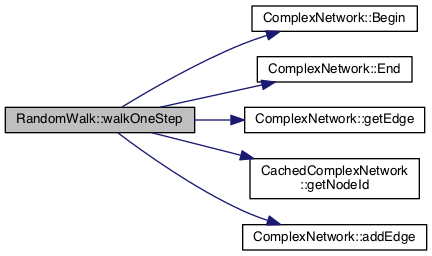 ComplexNetwork::Begin
ComplexNetwork::End
RandomWalk::walkOneStep
ComplexNetwork::getEdge
CachedComplexNetwork
::getNodeId
ComplexNetwork::addEdge